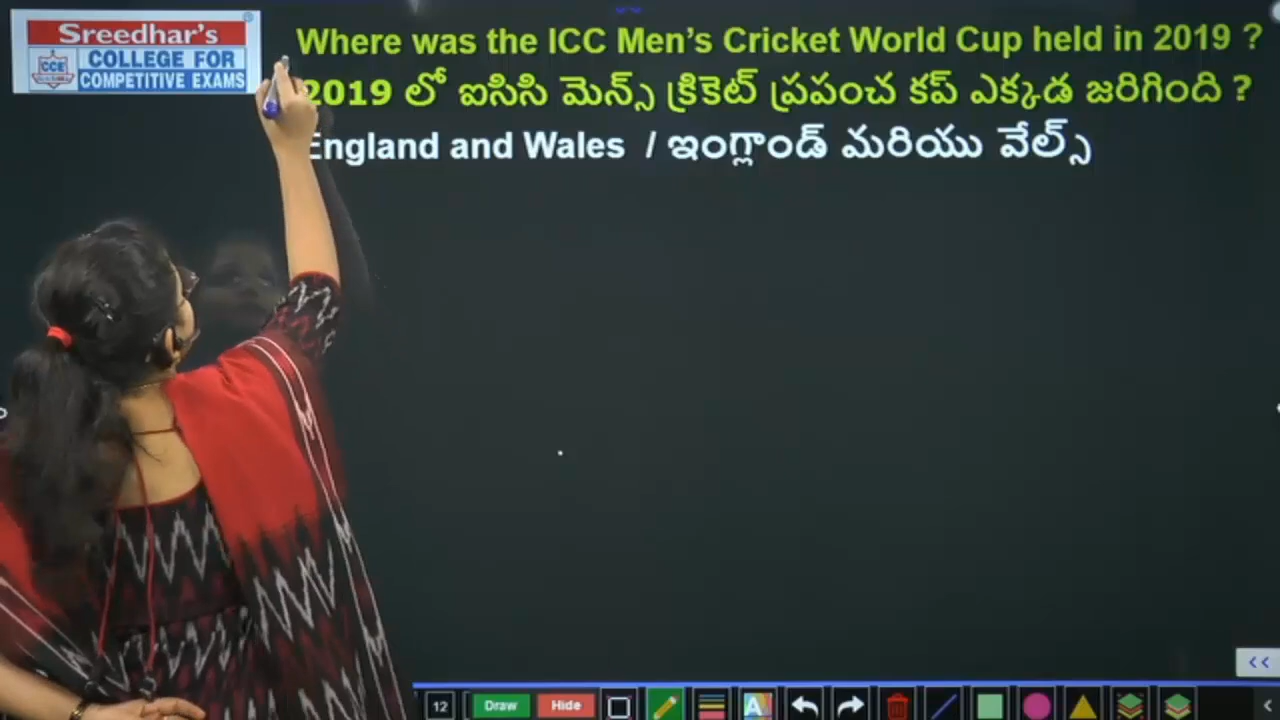 Sreedhar's
CCE
COLLEGE FOR
COMPETITIVE EXAMS
Where was the ICC Men's Cricket World Cup held in 2019 ?
2019 లో ఐసిసి మెన్స్ క్రికెట్ ప్రపంచ కప్ ఎక్కడ జరిగింది ?
England and Wales / ఇంగ్లాండ్ మరియు వేల్స్
<<
12 Draw Hide A